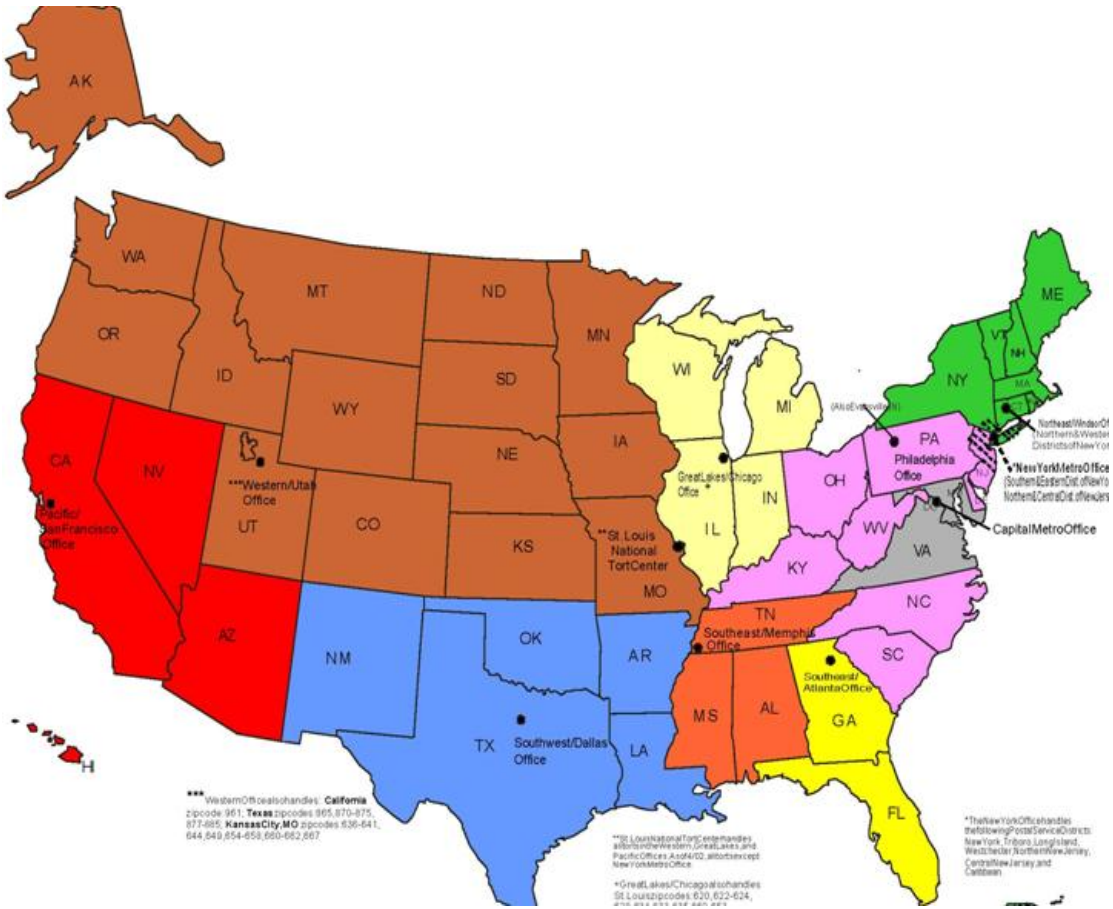 AK
WA
MT
ND
MN
ME
OR
ID
SD
WI
VT
NH
NY
MA
WY
MI
CT
(AlsoEvansville,IN)
Northeast/WindsorOf
(Northern&Wester
DistrictsofNewYor
IA
NE
PA
Philadelphia
Office
CA
NV
***Western/Utah
Office
GreatLakes/Chicago
Office *
OH
IN
NJ
*NewYorkMetroOffice
(Southern&EasternDist.ofNewYo
Northern&CentralDist.ofNewJers
Pacific/
SanFrancisco
Office
UT
CO
KS
**St.Louis
National
TortCenter
IL
WV
VA
CapitalMetroOffice
KY
MO
NC
TN
Southeast/Memphis
Office
AZ
NM
OK
AR
SC
Southeast/
AtlantaOffice
MS
AL
GA
TX
Southwest/Dallas
Office
LA
HI
FL
***WesternOfficealsohandles: California
zipcode:961; Texaszipcodes:865,870-875,
877-885; KansasCity,MO zipcodes:636-641,
644,649,654-658,660-662,667
**St.LouisNationalTortCenterhandles
alltortsintheWestern,GreatLakes,and
PacificOffices.Asof4/02,alltortsexcept
NewYorkMetroOffice.
*GreatLakes/Chicagoalsohandles
St.Louiszipcodes:620,622-624,
*TheNewYorkOfficehandles
thefollowingPostalServiceDistricts:
NewYork,Triboro,LongIsland,
Westchester,NorthernNewJersey,
CentralNewJersey,and
Caribbean.